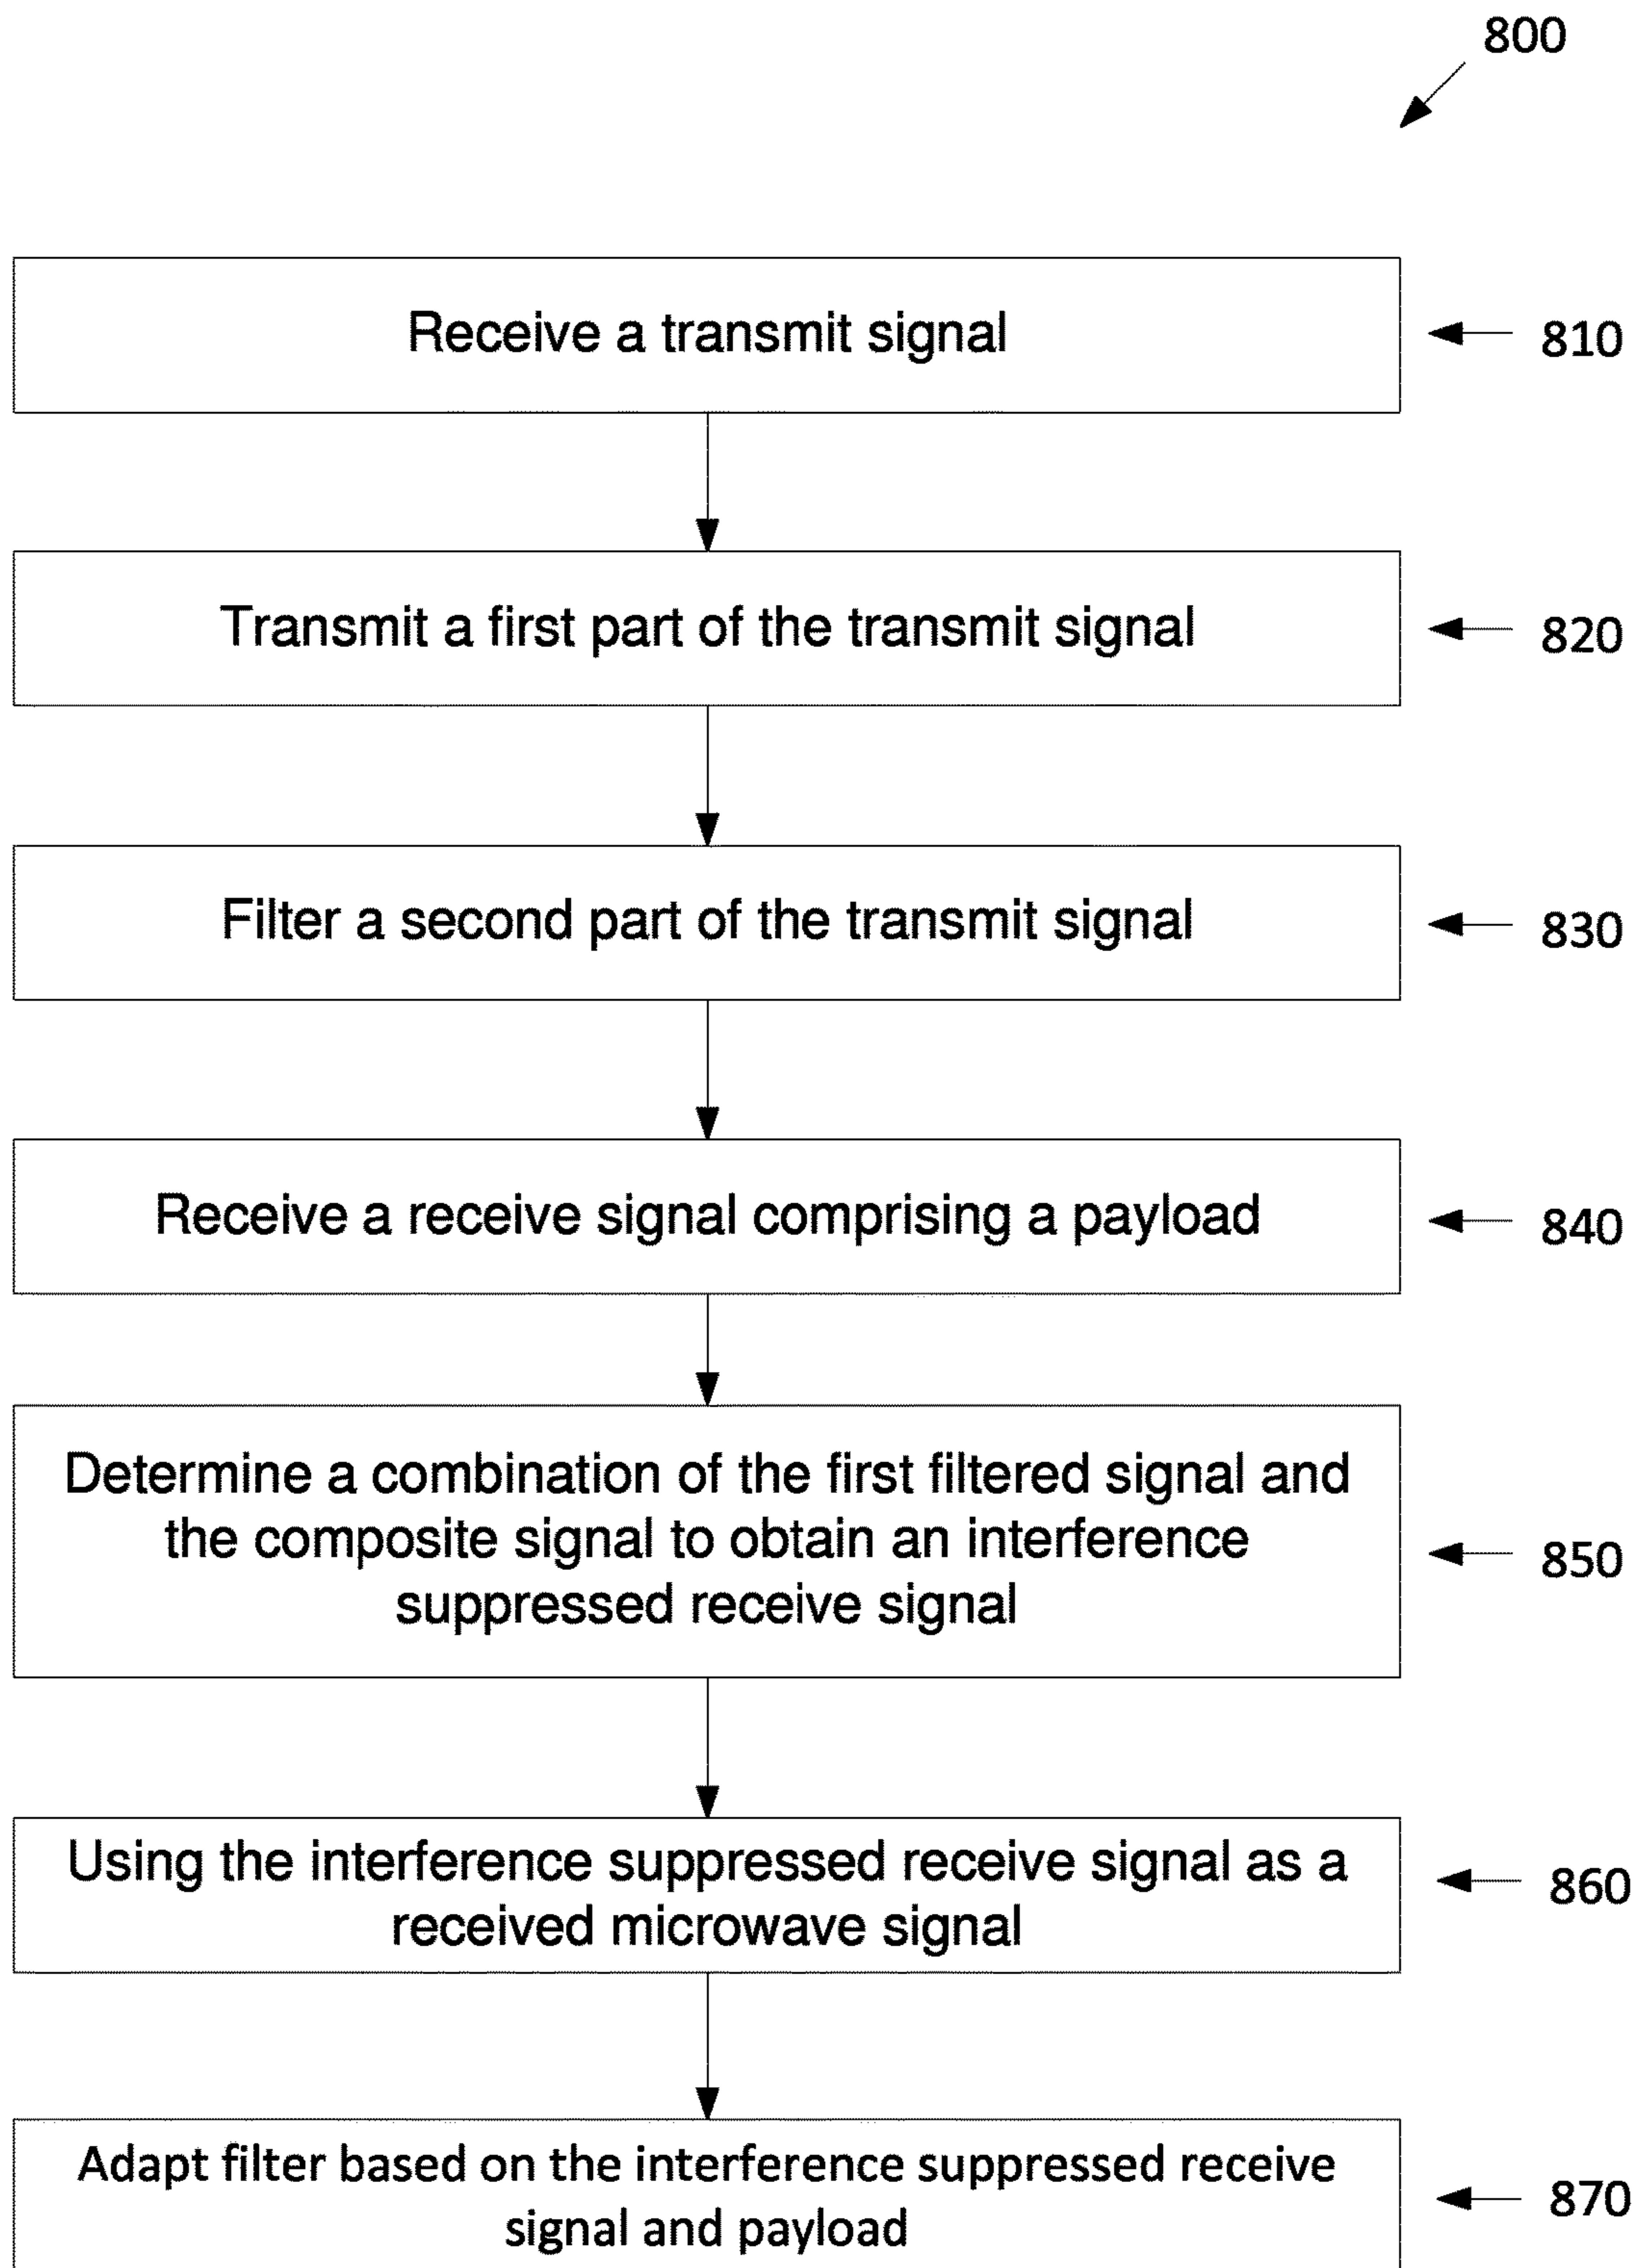 800
Receive a transmit signal
810
Transmit a first part of the transmit signal
820
Filter a second part of the transmit signal
830
Receive a receive signal comprising a payload
840
Determine a combination of the first filtered signal and
the composite signal to obtain an interference
suppressed receive signal
850
Using the interference suppressed receive signal as a
received microwave signal
860
Adapt filter based on the interference suppressed receive
signal and payload
870